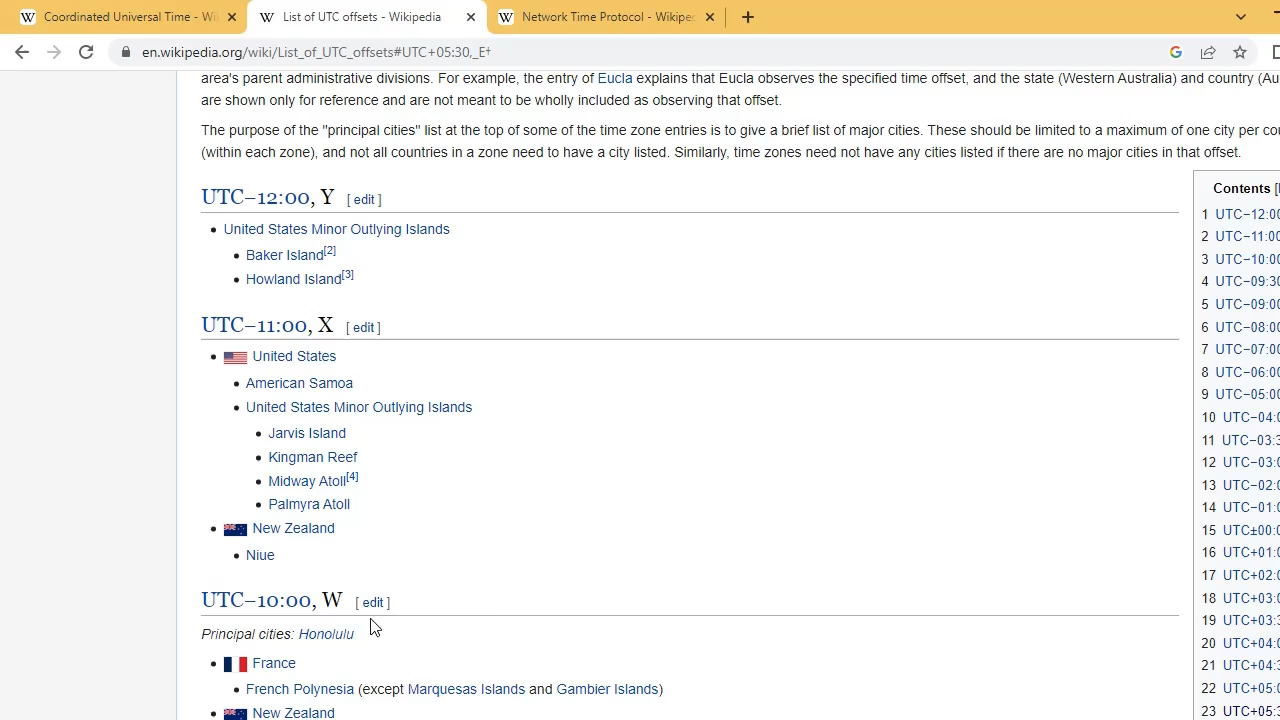 Coordinated Universal Time - Wi
List of UTC offsets - Wikipedia
Network Time Protocol - Wikipe
en.wikipedia.org/wiki/List_of_UTC_offsets#UTC+05:30,_E†
area's parent administrative divisions. For example, the entry of Eucla explains that Eucla observes the specified time offset, and the state (Western Australia) and country (Au
are shown only for reference and are not meant to be wholly included as observing that offset.
The purpose of the "principal cities" list at the top of some of the time zone entries is to give a brief list of major cities. These should be limited to a maximum of one city per co
(within each zone), and not all countries in a zone need to have a city listed. Similarly, time zones need not have any cities listed if there are no major cities in that offset.
UTC−12:00, Y [ edit ]
United States Minor Outlying Islands
Baker Island[2]
Howland Island[3]
UTC−11:00, X [ edit ]
United States
American Samoa
United States Minor Outlying Islands
Jarvis Island
Kingman Reef
Midway Atoll[4]
Palmyra Atoll
New Zealand
Niue
UTC−10:00, W [ edit ]
Principal cities: Honolulu
France
French Polynesia (except Marquesas Islands and Gambier Islands)
New Zealand
Contents [
1 UTC−12:00
2 UTC−11:00
3 UTC−10:00
4 UTC−09:30
5 UTC−09:00
6 UTC−08:00
7 UTC−07:00
8 UTC−06:00
9 UTC−05:00
10 UTC−04:0
11 UTC−03:3
12 UTC−03:0
13 UTC−02:0
14 UTC−01:0
15 UTC±00:0
16 UTC+01:0
17 UTC+02:0
18 UTC+03:0
19 UTC+03:3
20 UTC+04:0
21 UTC+04:3
22 UTC+05:0
23 UTC+05:3